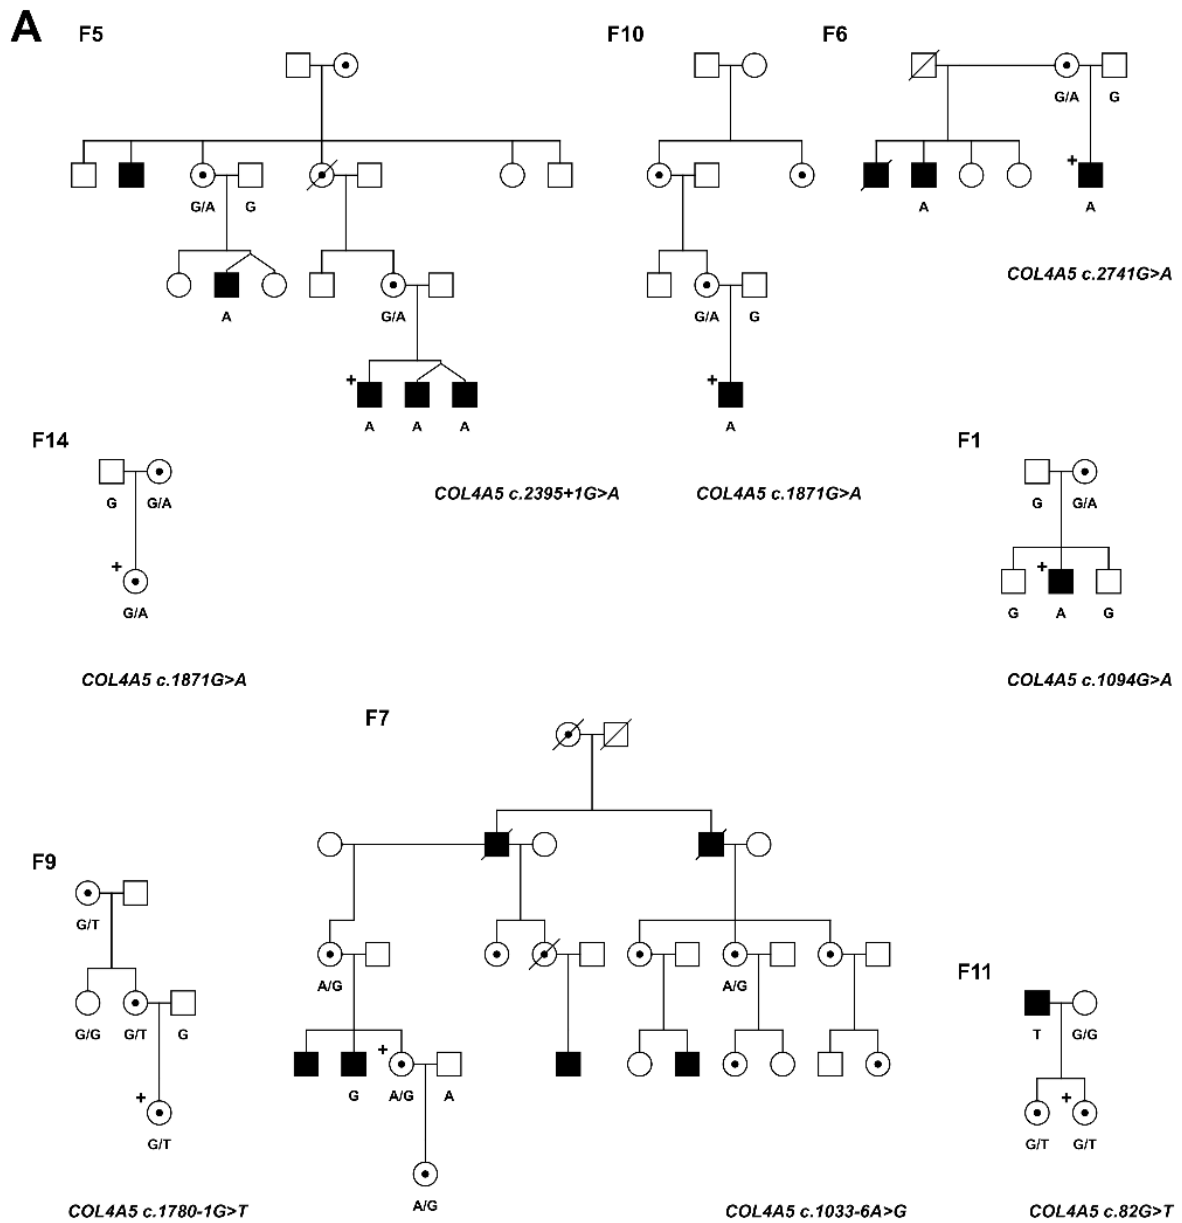 A
F5 F10 F6
G/A G
G/A G A A
+
COL4A5 c.2741G>A
A G/A G/A G
+ +
A A A A
F14 F1
COL4A5 c.2395+1G>A COL4A5 c.1871G>A
G G/A G G/A
+ +
G/A G A G
COL4A5 c.1871G>A COL4A5 c.1094G>A
F7
F9
G/T
A/G A/G F11
G/G G/T G T G/G
+
G A/G A
+ +
G/T G/T G/T
A/G
COL4A5 c.1780-1G>T COL4A5 c.1033-6A>G COL4A5 c.82G>T